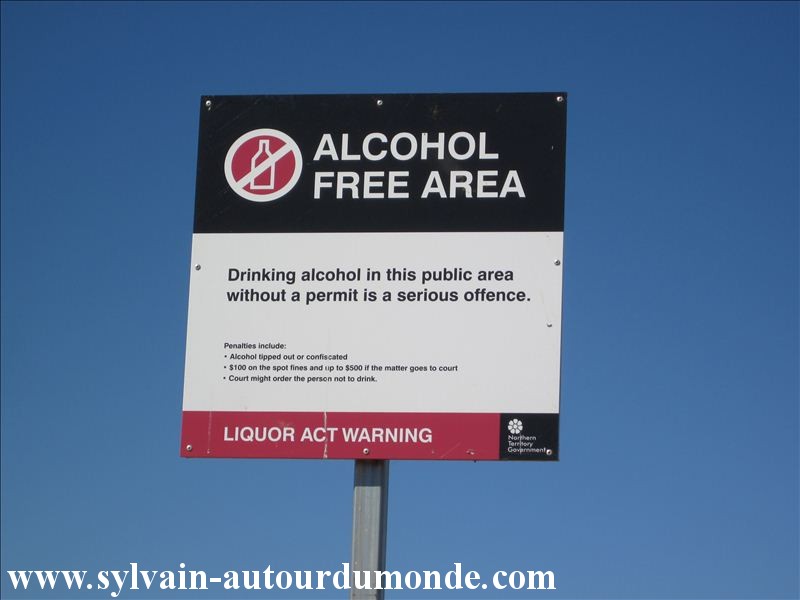 ALCOHOL
FREE AREA
Drinking alcohol in this public area
without a permit is a serious offence.
Penalties include:
• Alcohol tipped out or confiscated
• $100 on the spot fines and up to $500 if the matter goes to court
• Court might order the person not to drink.
LIQUOR ACT WARNING
Northern
Territory
Government
www.sylvain-autourdumonde.com